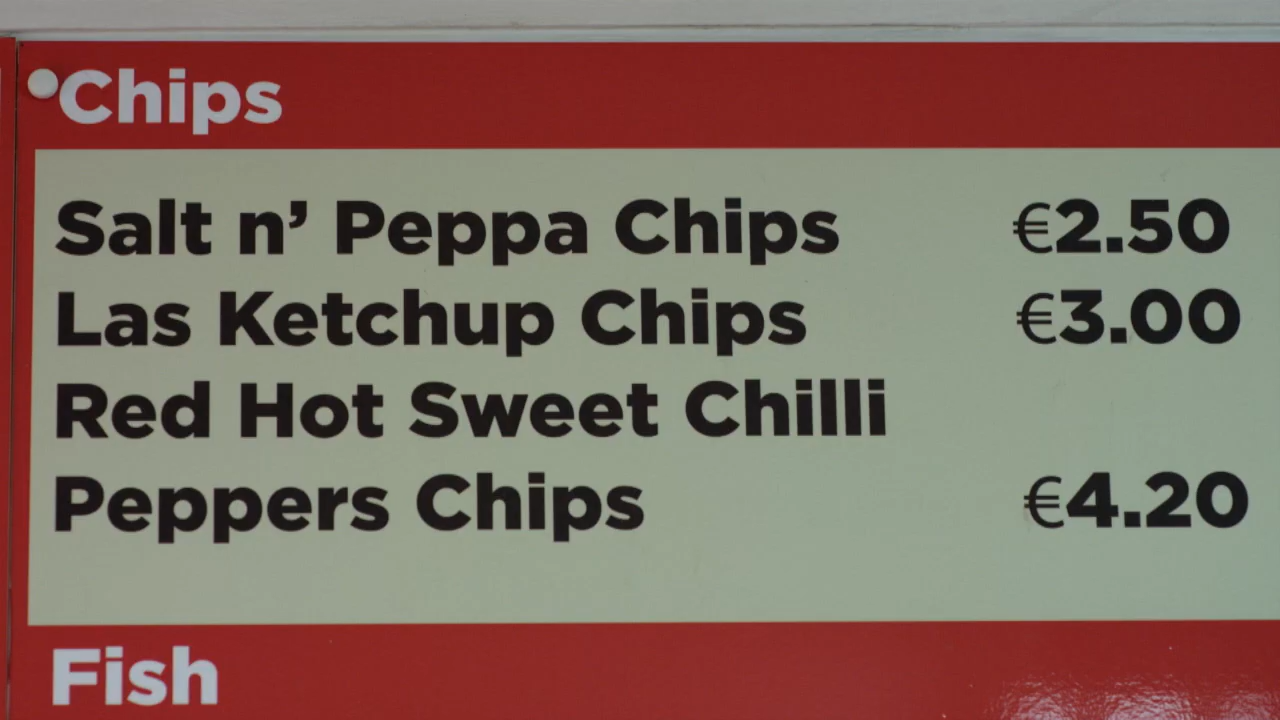 Chips
Salt n’ Peppa Chips €2.50
Las Ketchup Chips €3.00
Red Hot Sweet Chilli
Peppers Chips €4.20
Fish